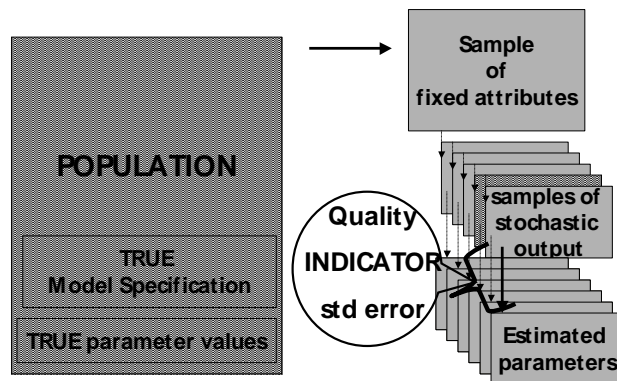 POPULATION
TRUE
Model Specification
TRUE parameter values
Sample
of
fixed attributes
samples of
stochastic
output
Quality
INDICATOR
std error
Estimated
parameters